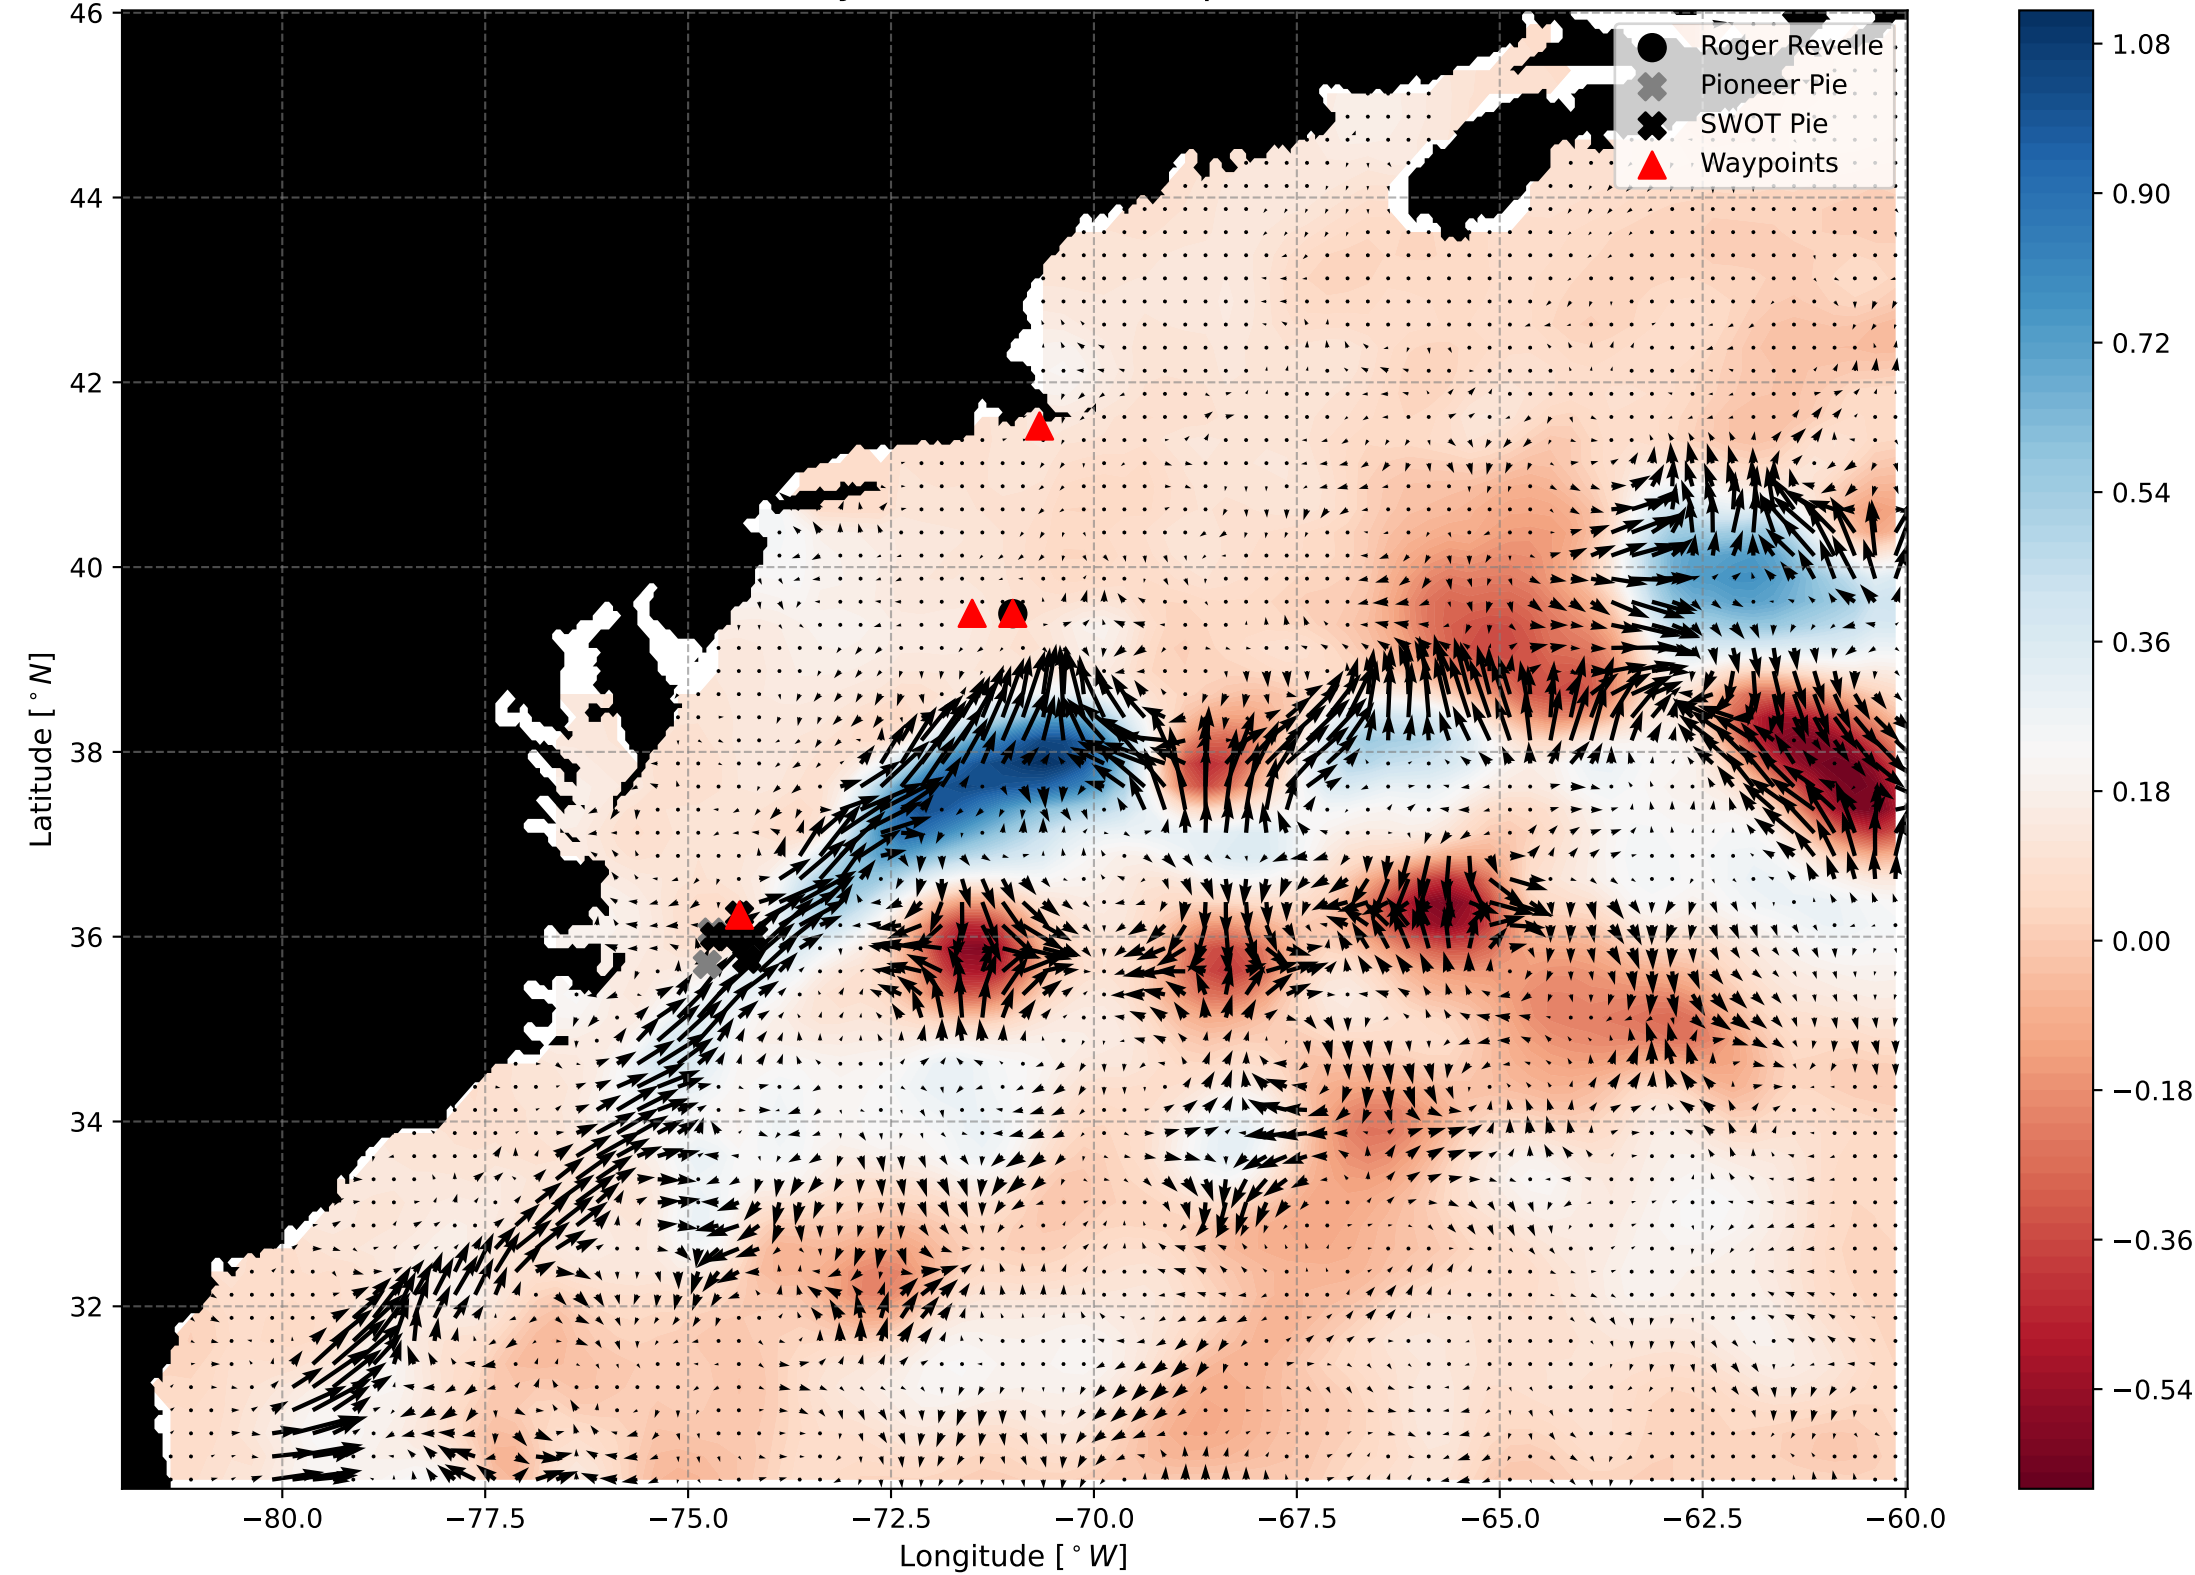 46
44
42
40
38
36
34
32
Latitude [°N]
−80.0 −77.5 −75.0 −72.5 −70.0 −67.5 −65.0 −62.5 −60.0
Longitude [°W]
Roger Revelle
Pioneer Pie
SWOT Pie
Waypoints
1.08
0.90
0.72
0.54
0.36
0.18
0.00
−0.18
−0.36
−0.54